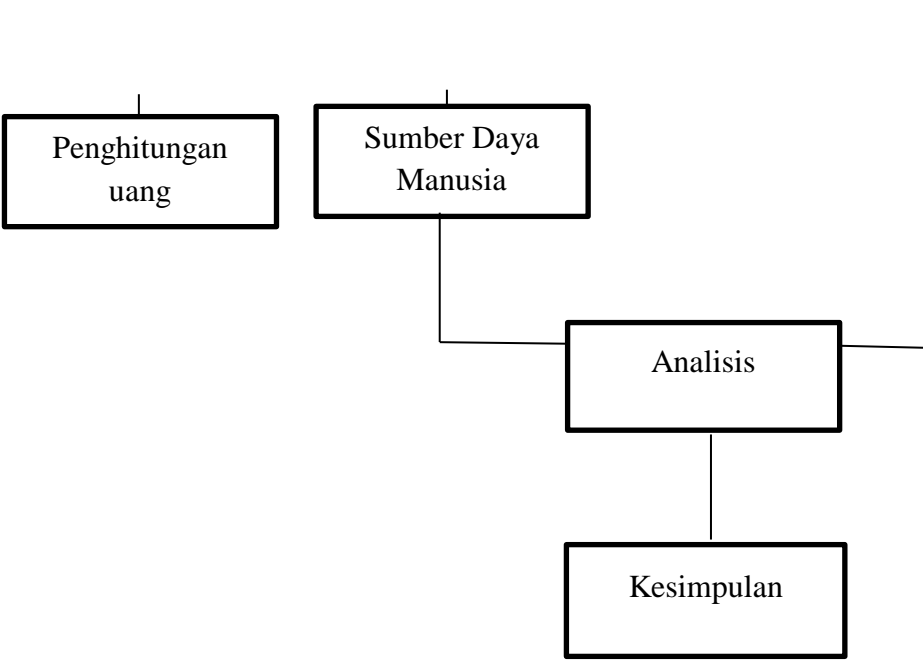 Penghitungan
uang
Sumber Daya
Manusia
Analisis
Kesimpulan